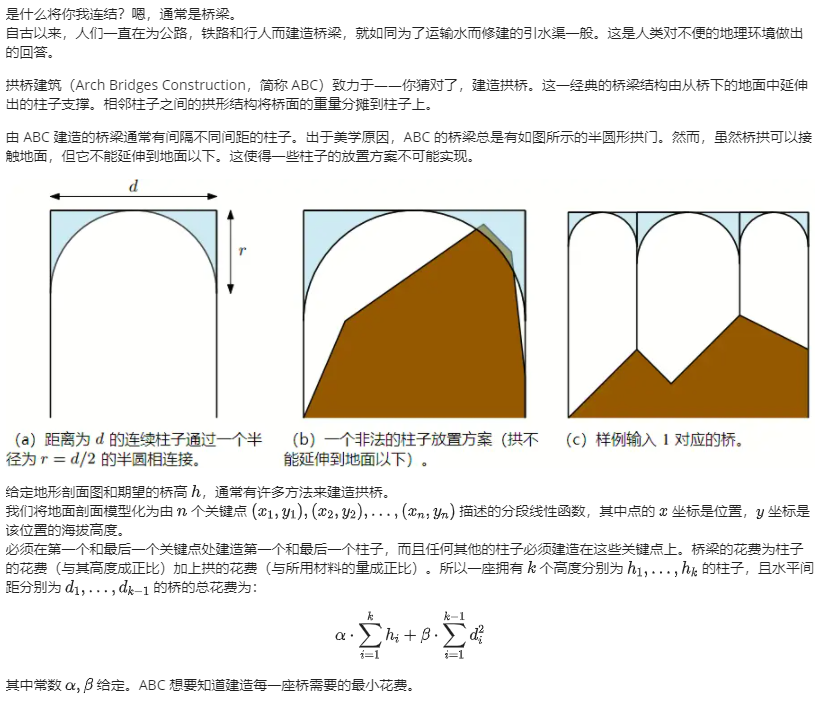 是什么将你我连结？嗯，通常是桥梁。
自古以来，人们一直在为公路，铁路和行人而建造桥梁，就如同为了运输水而修建的引水渠一般。这是人类对不便的地理环境做出
的回答。
拱桥建筑（Arch Bridges Construction，简称 ABC）致力于——你猜对了，建造拱桥。这一经典的桥梁结构由从桥下的地面中延伸
出的柱子支撑。相邻柱子之间的拱形结构将桥面的重量分摊到柱子上。
由 ABC 建造的桥梁通常有间隔不同间距的柱子。出于美学原因，ABC 的桥梁总是有如图所示的半圆形拱门。然而，虽然桥拱可以接
触地面，但它不能延伸到地面以下。这使得一些柱子的放置方案不可能实现。
d
r
（a）距离为 d 的连续柱子通过一个半
径为 r = d/2 的半圆相连接。
（b）一个非法的柱子放置方案（拱不
能延伸到地面以下）。
（c）样例输入 1 对应的桥。
给定地形剖面图和期望的桥高 h，通常有许多方法来建造拱桥。
我们将地面剖面模型化为由 n 个关键点 (x₁, y₁), (x₂, y₂), . . . , (xₙ, yₙ) 描述的分段线性函数，其中点的 x 坐标是位置，y 坐标是
该位置的海拔高度。
必须在第一个和最后一个关键点处建造第一个和最后一个柱子，而且任何其他的柱子必须建造在这些关键点上。桥梁的花费为柱子
的花费（与其高度成正比）加上拱的花费（与所用材料的量成正比）。所以一座拥有 k 个高度分别为 h₁, . . . , hₖ 的柱子，且水平间
距分别为 d₁, . . . , dₖ₋₁ 的桥的总花费为：
α · ∑_{i=1}^{k} h_i + β · ∑_{i=1}^{k−1} d_i^2
其中常数 α, β 给定。ABC 想要知道建造每一座桥需要的最小花费。